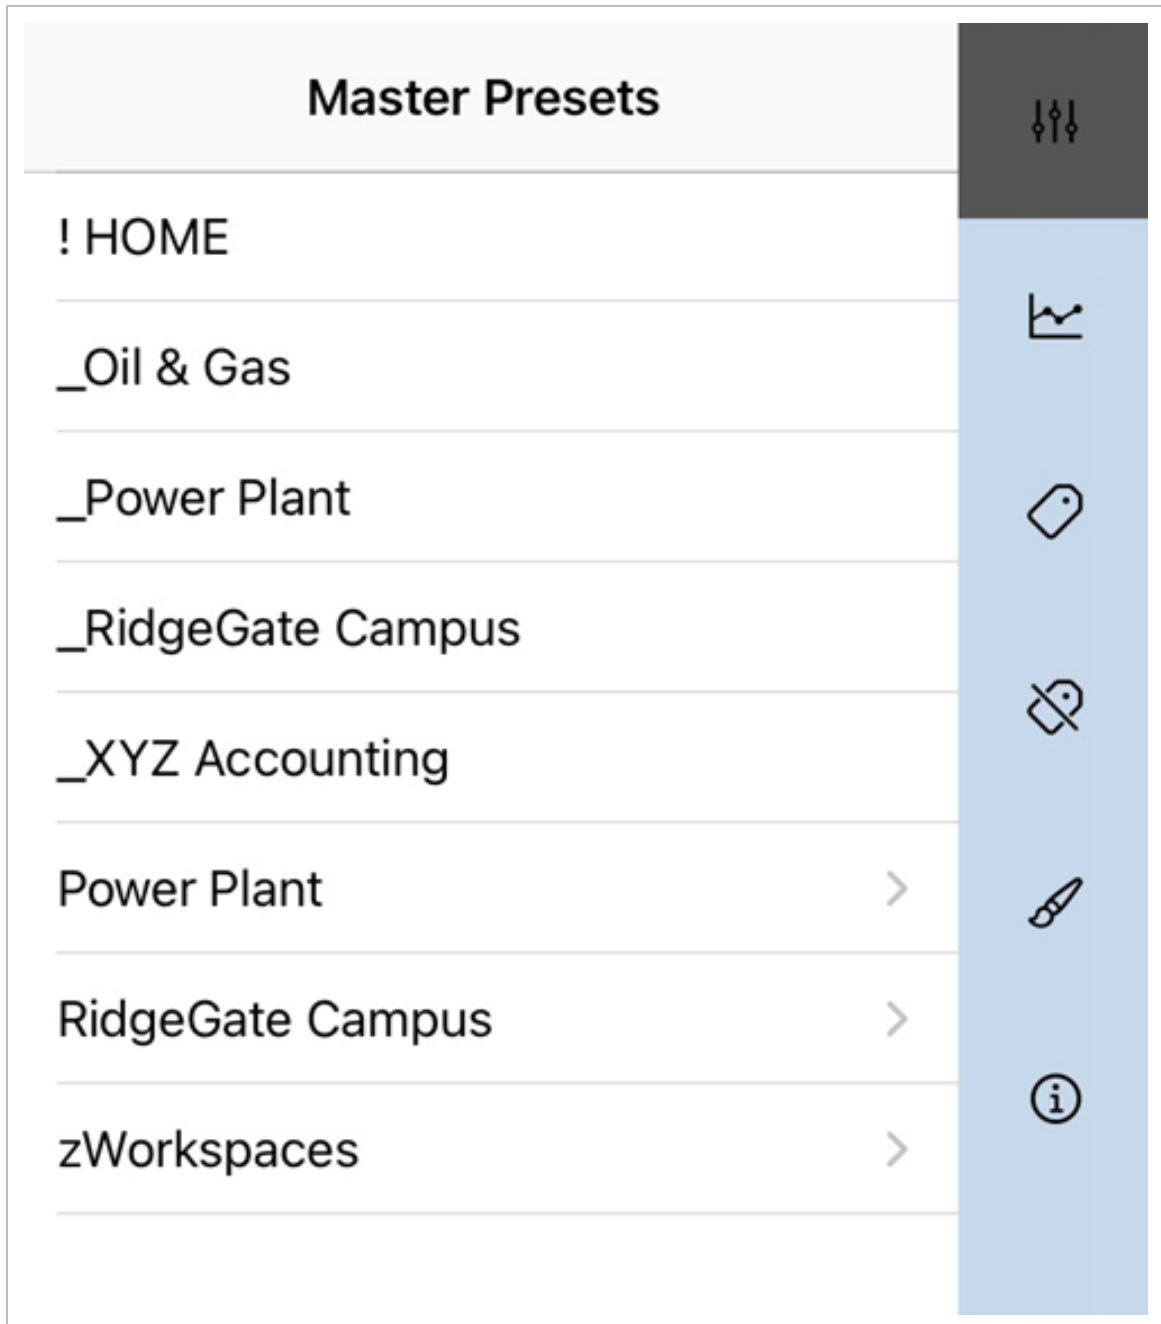 Master Presets
! HOME
_Oil & Gas
_Power Plant
_RidgeGate Campus
_XYZ Accounting
Power Plant
RidgeGate Campus
zWorkspaces